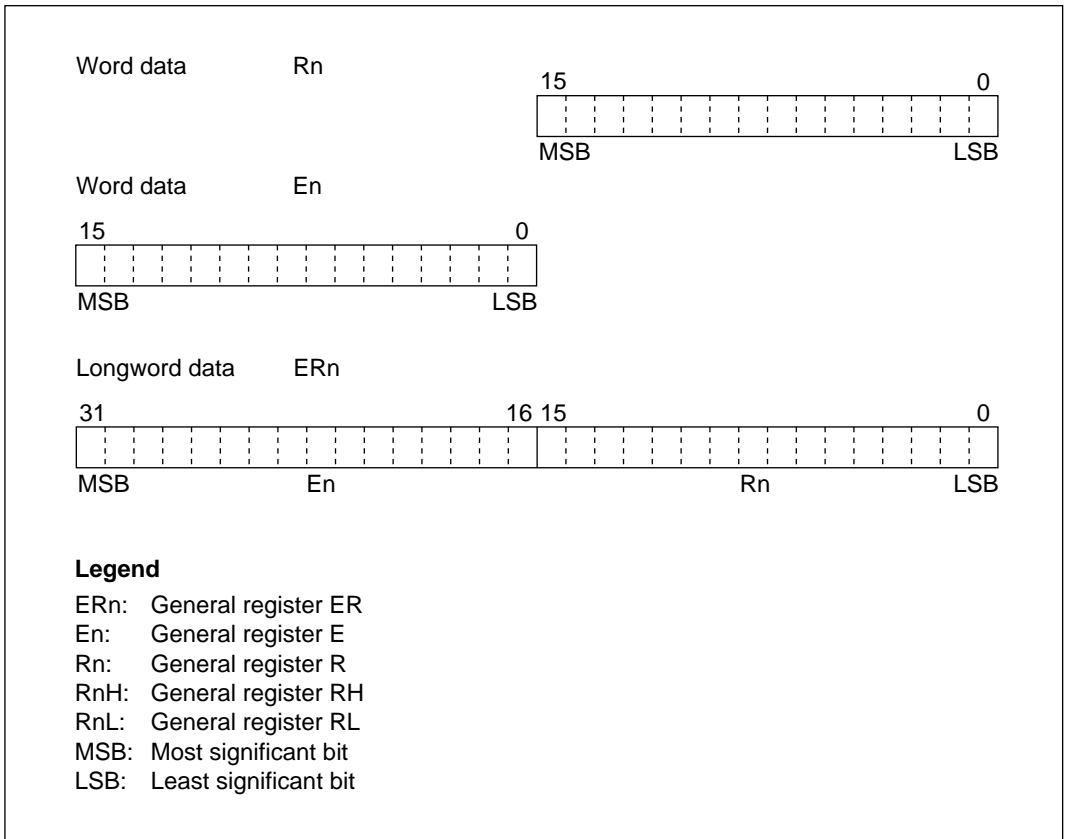 Word data Rn
15 0
MSB LSB
Word data En
15 0
MSB LSB
Longword data ERn
31 16 15 0
MSB En Rn LSB
Legend
ERn: General register ER
En: General register E
Rn: General register R
RnH: General register RH
RnL: General register RL
MSB: Most significant bit
LSB: Least significant bit